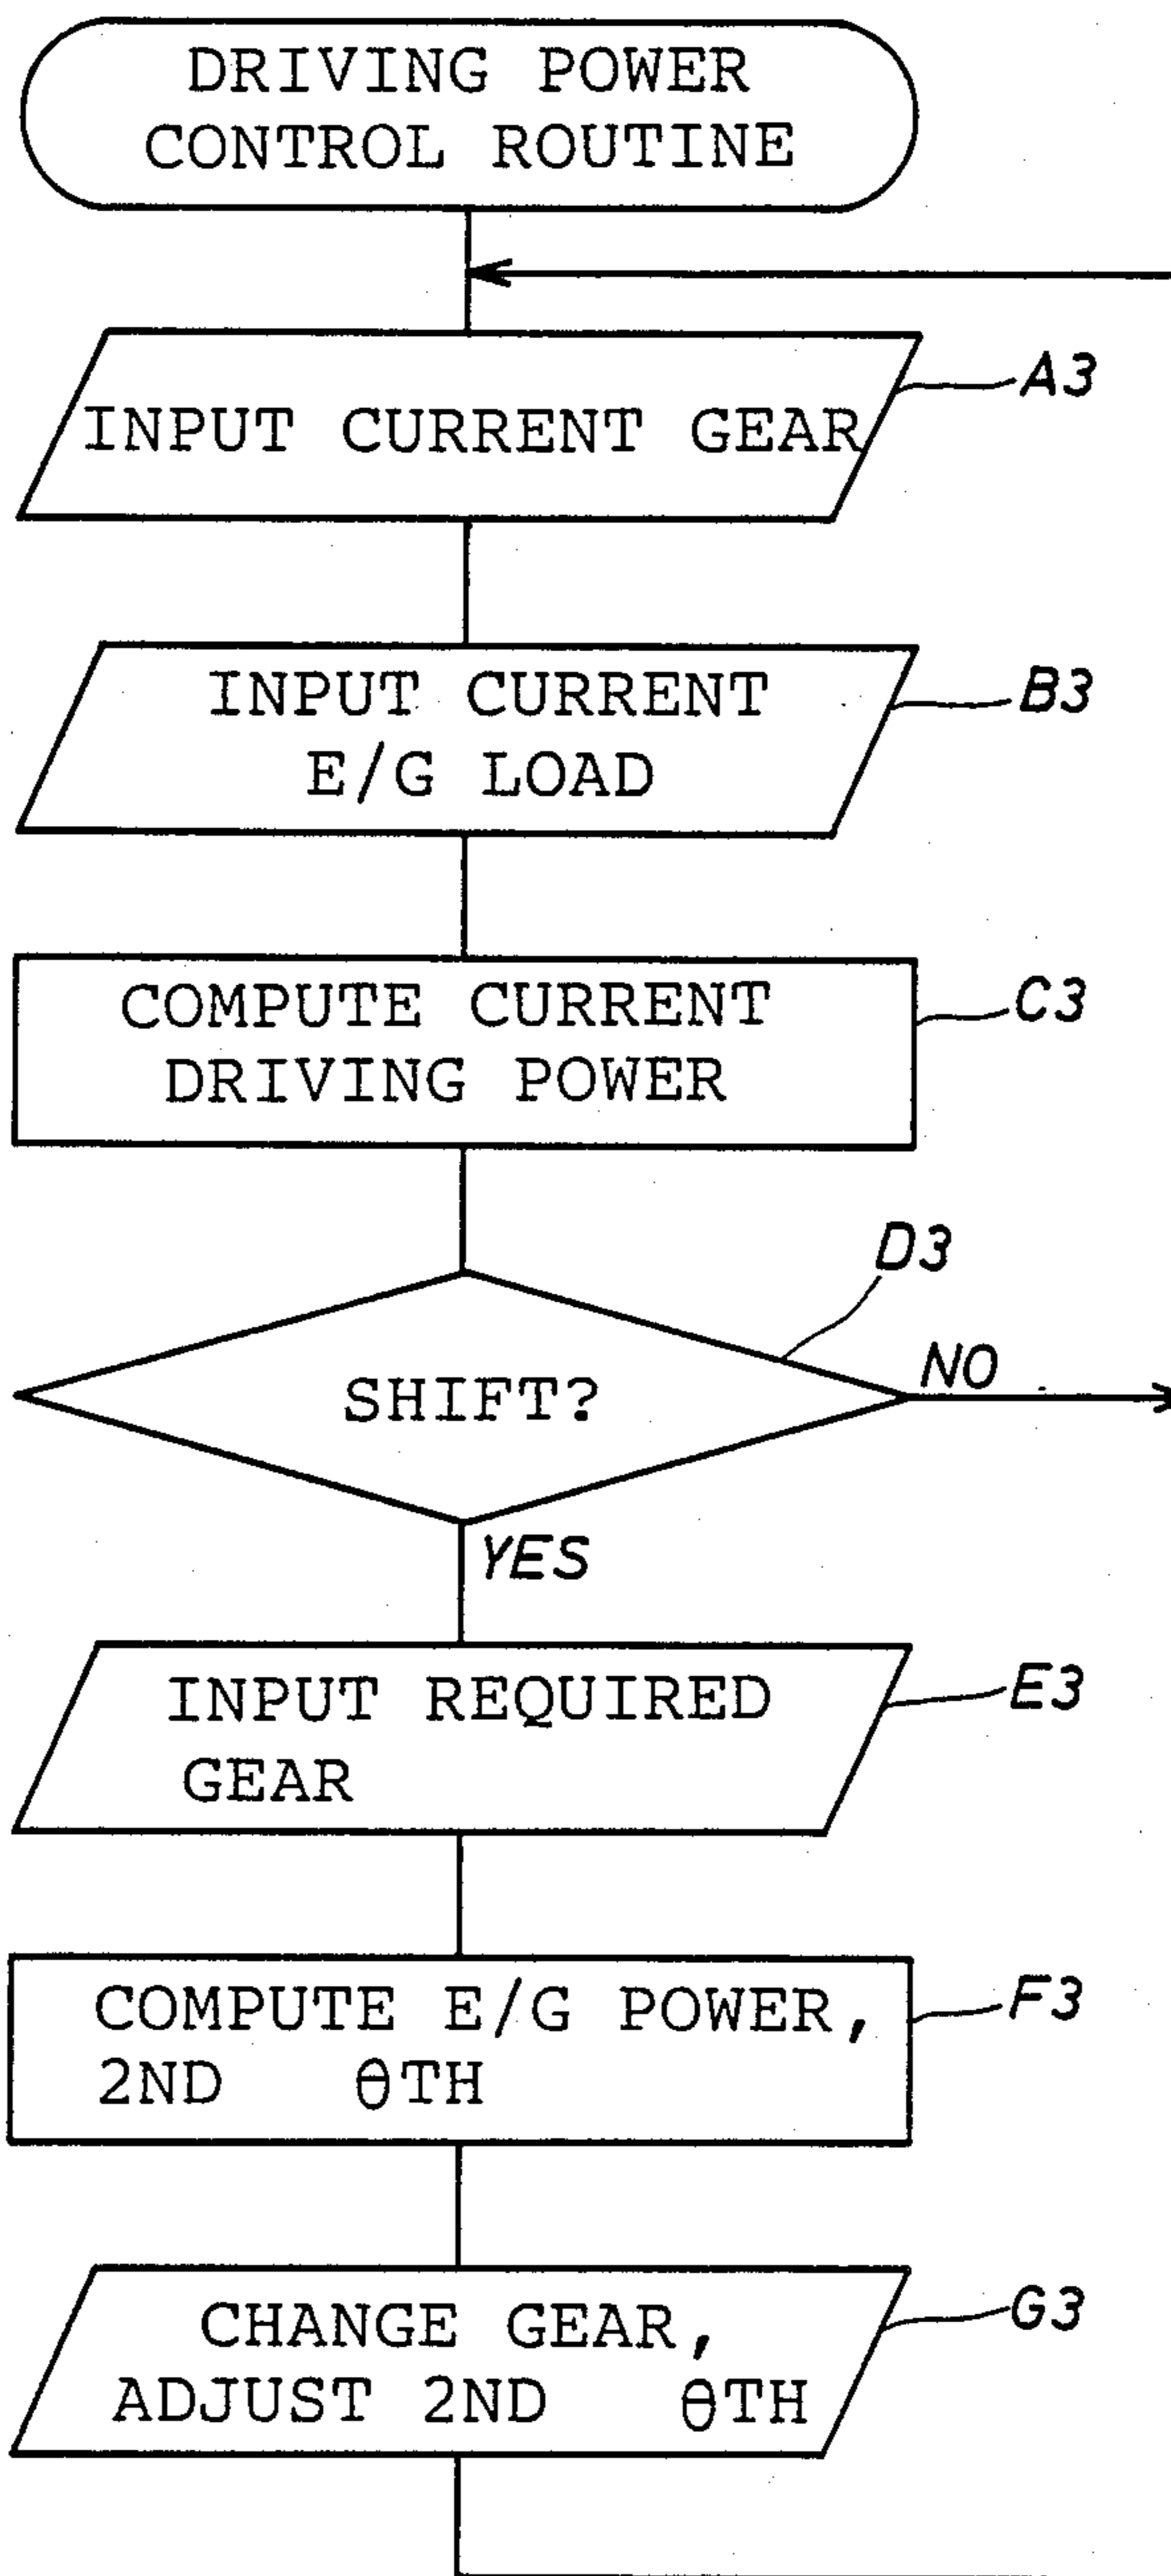 DRIVING POWER
CONTROL ROUTINE
INPUT CURRENT GEAR
A3
INPUT CURRENT
E/G LOAD
B3
COMPUTE CURRENT
DRIVING POWER
C3
D3
SHIFT?
NO
YES
INPUT REQUIRED
GEAR
E3
COMPUTE E/G POWER,
2ND θTH
F3
CHANGE GEAR,
ADJUST 2ND θTH
G3